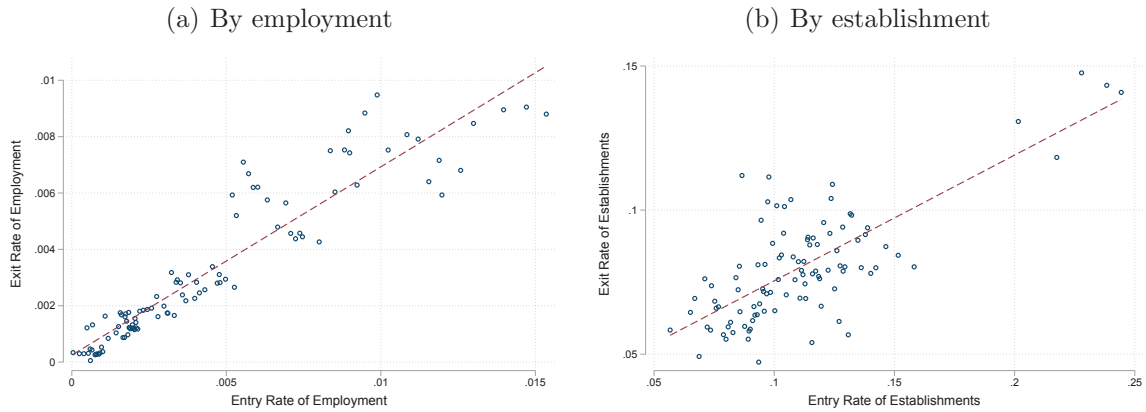 (a) By employment
.01
.008
.006
.004
.002
0
Exit Rate of Employment
0 .005 .01 .015
Entry Rate of Employment
(b) By establishment
.15
.1
.05
Exit Rate of Establishments
.05 .1 .15 .2 .25
Entry Rate of Establishments